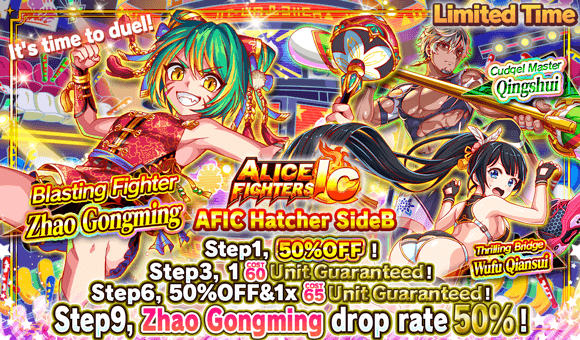 Limited Time
It's time to duel!
Cudgel Master
Qingshui
Blasting Fighter
Zhao Gongming
ALICE FIGHTERS IC
AFIC Hatcher SideB
Thrilling Bridge
Wufu Qiansui
Step1, 50%OFF !
Step3, 1 COST 60 Unit Guaranteed!
Step6, 50%OFF&1x COST 65 Unit Guaranteed!
Step9, Zhao Gongming drop rate 50%!